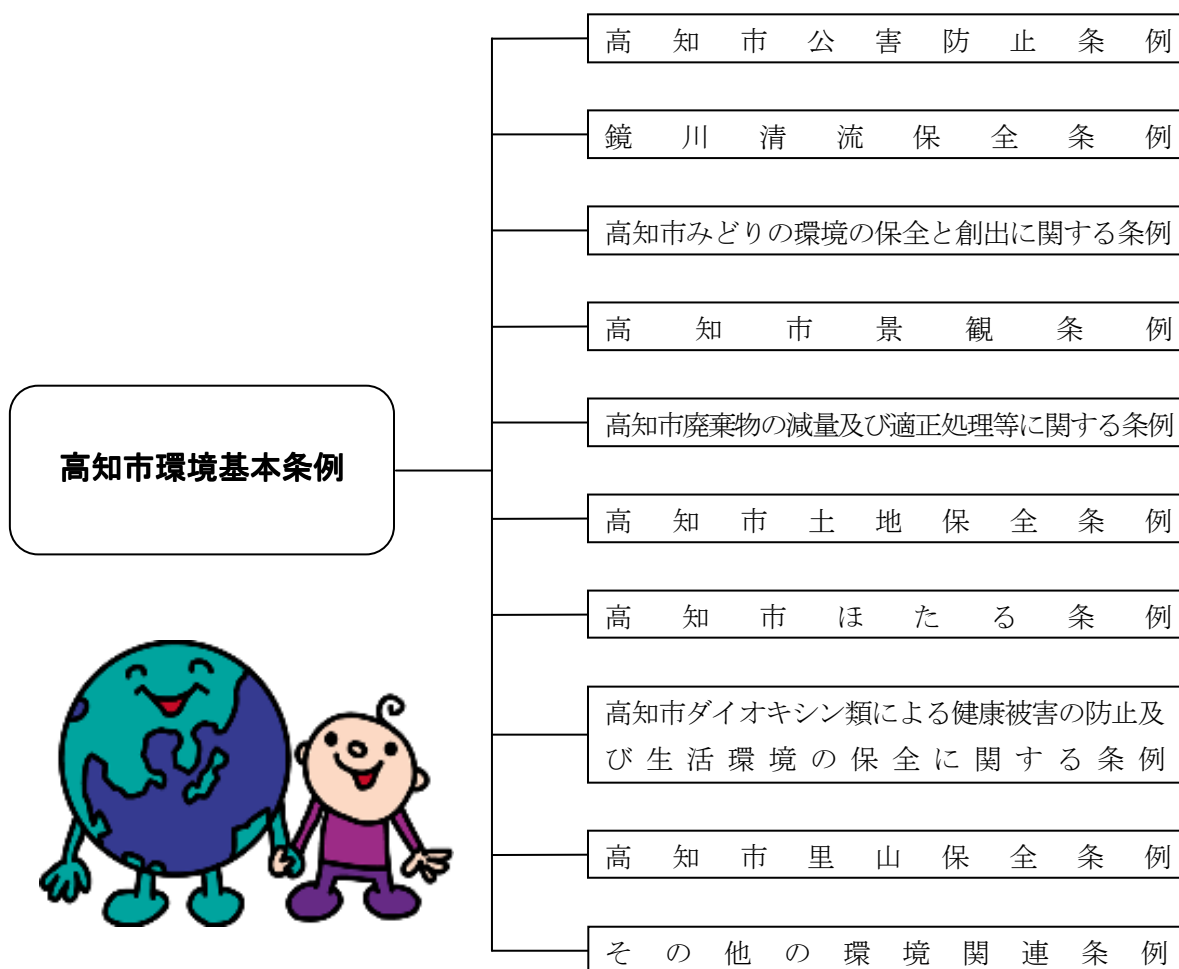 高知市公害防止条例
鏡川清流保全条例
高知市みどりの環境の保全と創出に関する条例
高知市景観条例
高知市廃棄物の減量及び適正処理等に関する条例
高知市環境基本条例
高知市土地保全条例
高知市ほたる条例
高知市ダイオキシン類による健康被害の防止及
び生活環境の保全に関する条例
高知市里山保全条例
その他の環境関連条例